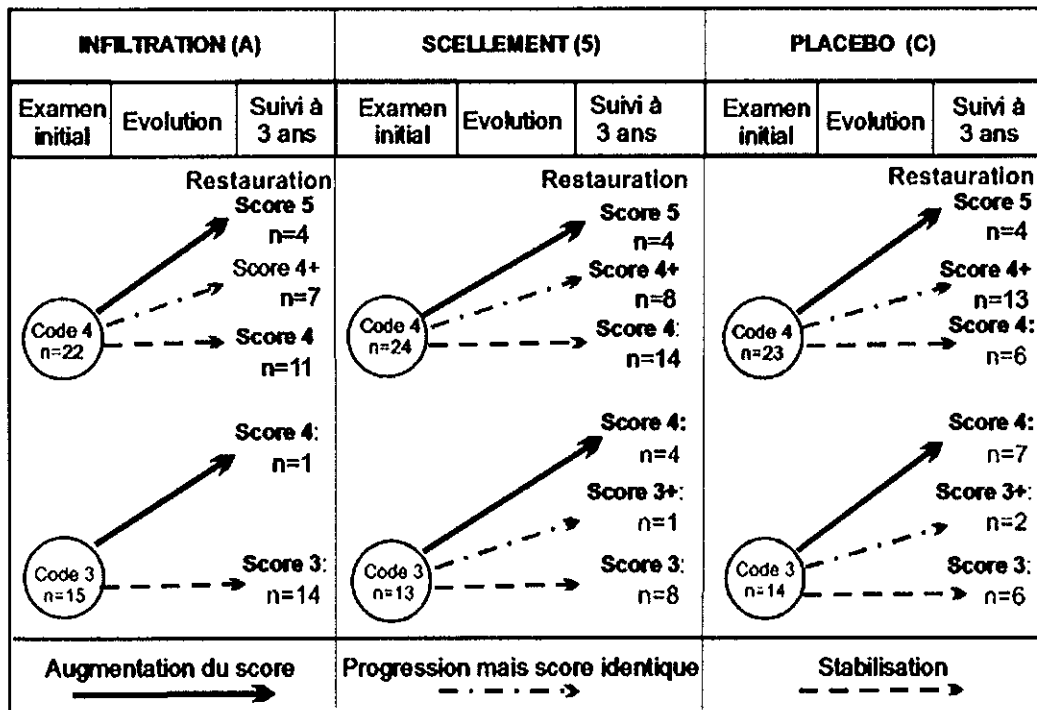 INFILTRATION (A)
SCELLEMENT (5)
PLACEBO (C)
Examen
initial
Evolution
Suivi à
3 ans
Examen
initial
Evolution
Suivi à
3 ans
Examen
initial
Evolution
Suivi à
3 ans
Restauration
Score 5
n=4
Score 4+
n=7
Code 4
n=22
Score 4
n=11
Score 4:
n=1
Code 3
n=15
Score 3:
n=14
Restauration
Score 5
n=4
Score 4+
n=8
Code 4
n=24
Score 4:
n=14
Score 4:
n=4
Score 3+:
n=1
Code 3
n=13
Score 3:
n=8
Restauration
Score 5
n=4
Score 4+
n=13
Code 4
n=23
Score 4:
n=6
Score 4:
n=7
Score 3+:
n=2
Code 3
n=14
Score 3:
n=6
Augmentation du score
Progression mais score identique
Stabilisation